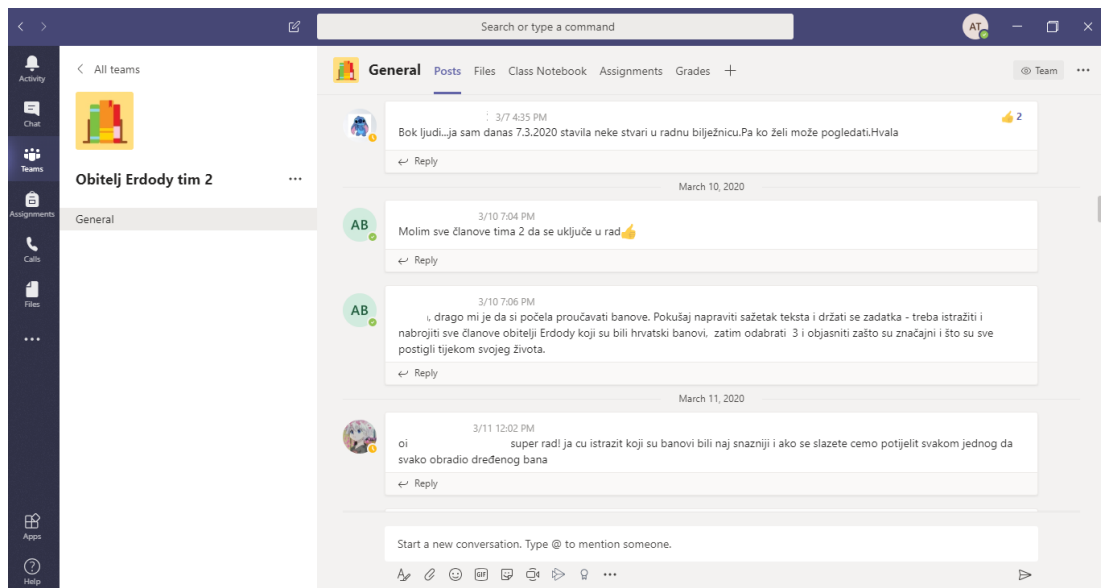 Search or type a command
AT
Activity
Chat
Teams
Assignments
Calls
Files
Apps
Help
All teams
Obitelj Erdody tim 2
General
General Posts Files Class Notebook Assignments Grades
Team
3/7 4:35 PM
2
Bok ljudi...ja sam danas 7.3.2020 stavila neke stvari u radnu bilježnicu.Pa ko želi može pogledati.Hvala
Reply
March 10, 2020
AB
3/10 7:04 PM
Molim sve članove tima 2 da se uključe u rad👍
Reply
AB
3/10 7:06 PM
, drago mi je da si počela proučavati banove. Pokušaj napraviti sažetak teksta i držati se zadatka - treba istražiti i
nabrojiti sve članove obitelji Erdody koji su bili hrvatski banovi, zatim odabrati 3 i objasniti zašto su značajni i što su sve
postigli tijekom svojeg života.
Reply
March 11, 2020
3/11 12:02 PM
oi super rad! ja cu istrazit koji su banovi bili naj snazniji i ako se slazete cemo potijelit svakom jednog da
svako obradio dređenog bana
Reply
Start a new conversation. Type @ to mention someone.
GIF